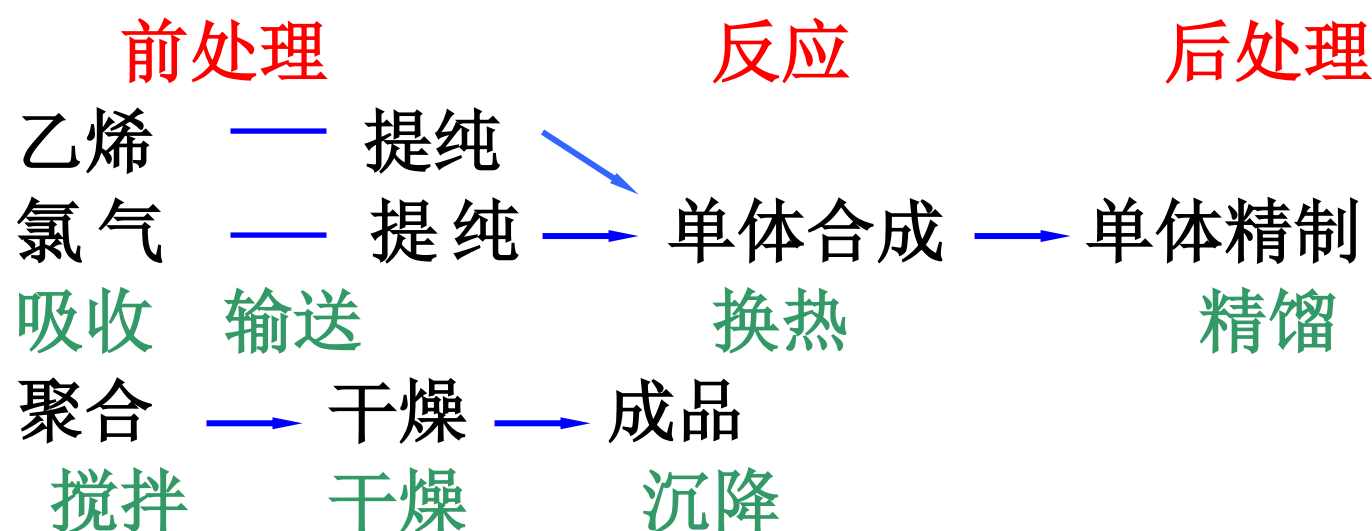 前处理 反应 后处理
乙烯 提纯
氯气 提纯 单体合成 单体精制
吸收 输送 换热 精馏
聚合 干燥 成品
搅拌 干燥 沉降